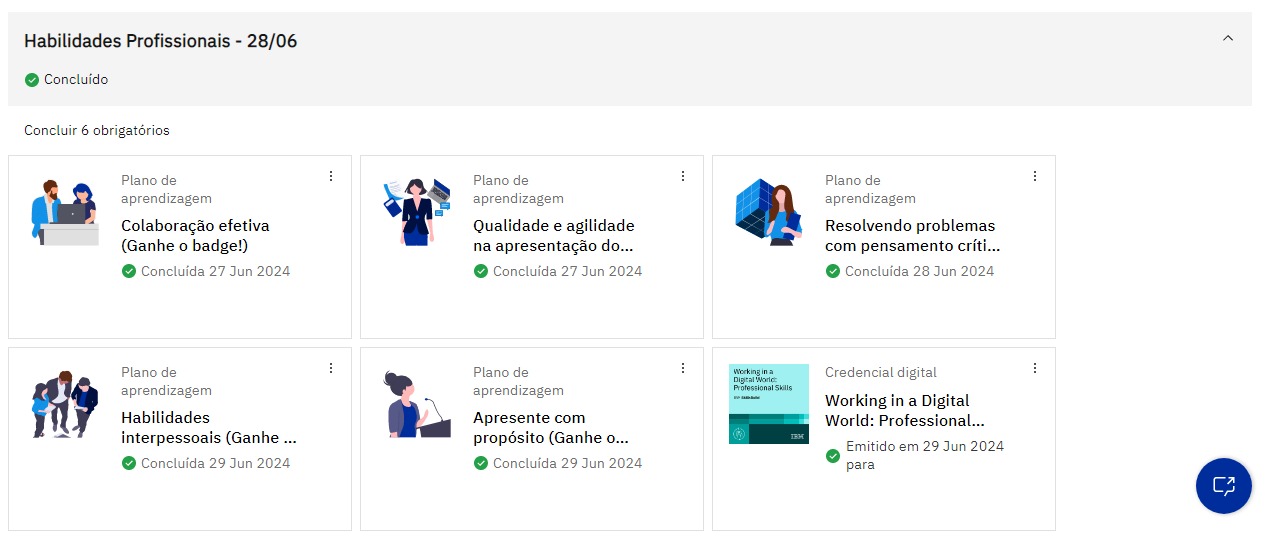 Habilidades Profissionais - 28/06
Concluído
Concluir 6 obrigatórios
Plano de
aprendizagem
Colaboração efetiva
(Ganhe o badge!)
Concluída 27 Jun 2024
Plano de
aprendizagem
Qualidade e agilidade
na apresentação do...
Concluída 27 Jun 2024
Plano de
aprendizagem
Resolvendo problemas
com pensamento críti...
Concluída 28 Jun 2024
Plano de
aprendizagem
Habilidades
interpessoais (Ganhe ...
Concluída 29 Jun 2024
Plano de
aprendizagem
Apresente com
propósito (Ganhe o...
Concluída 29 Jun 2024
Working in a
Digital World:
Professional Skills
IBM
Credencial digital
Working in a Digital
World: Professional...
Emitido em 29 Jun 2024
para